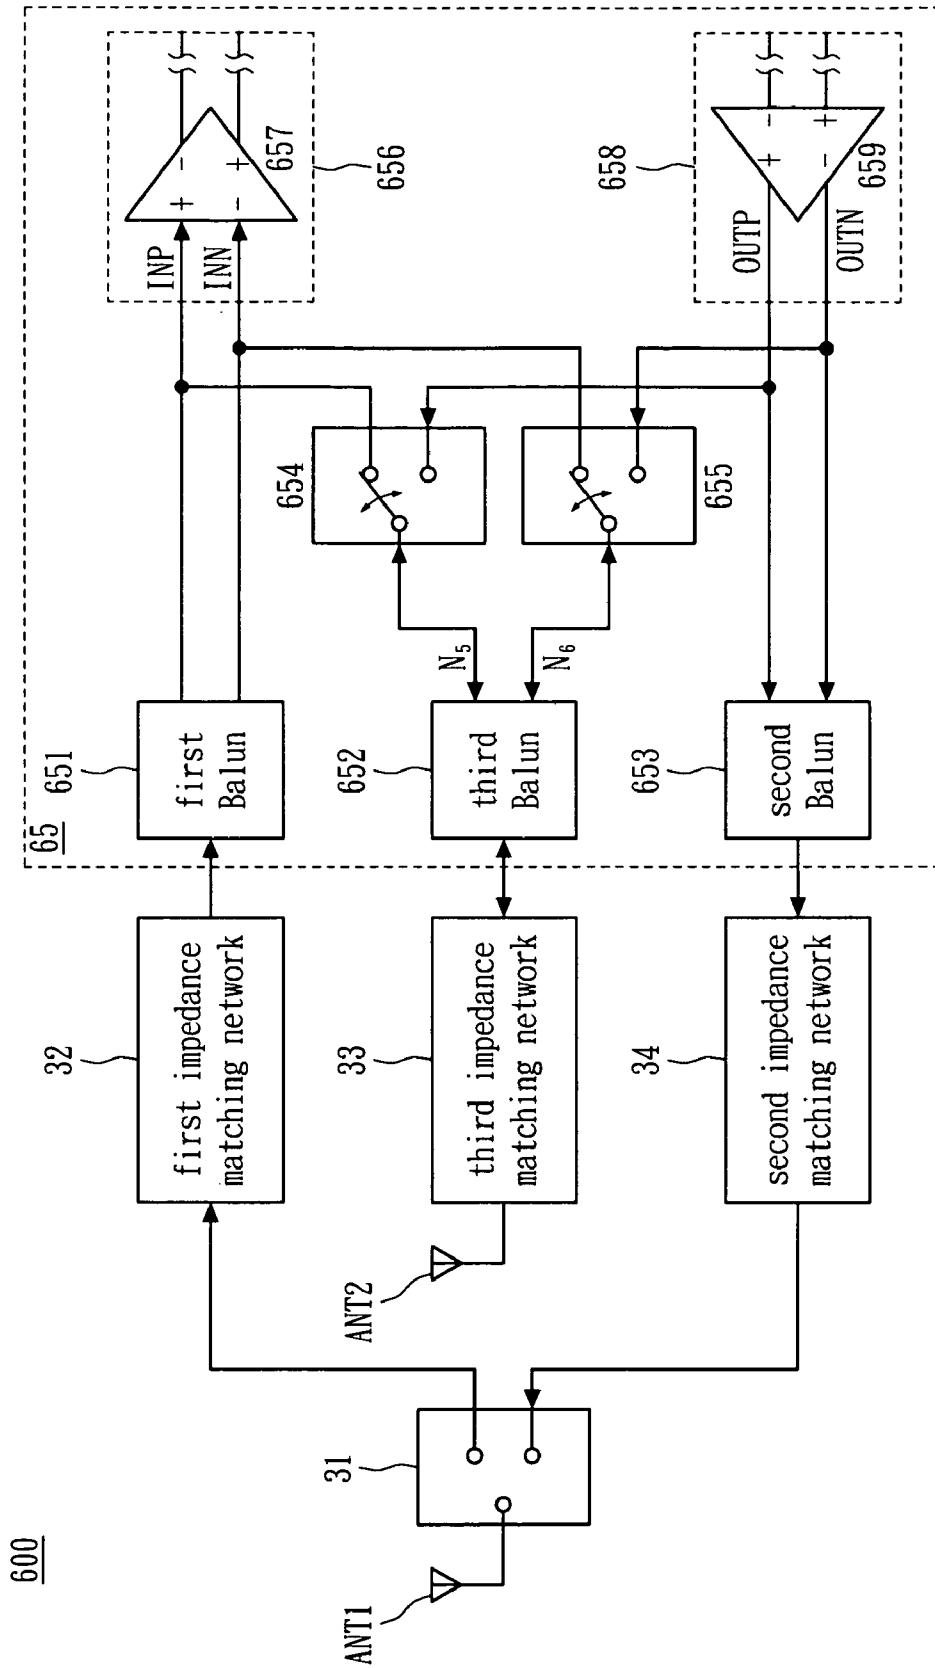 600
ANT1
31
ANT2
32
first impedance
matching network
33
third impedance
matching network
34
second impedance
matching network
65
651
first
Balun
652
third
Balun
653
second
Balun
N5
N6
654
655
INP
INN
+
-
-
+
657
656
OUTP
OUTN
+
-
-
+
659
658